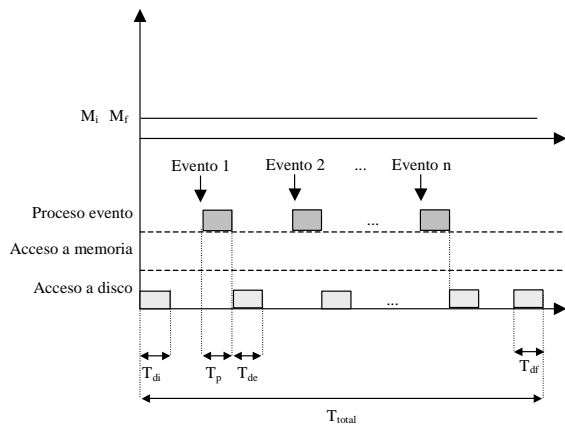 Mi Mf
Evento 1 Evento 2 ... Evento n
Proceso evento ...
Acceso a memoria
Acceso a disco ...
Tdi Tp Tde Tdf
Ttotal